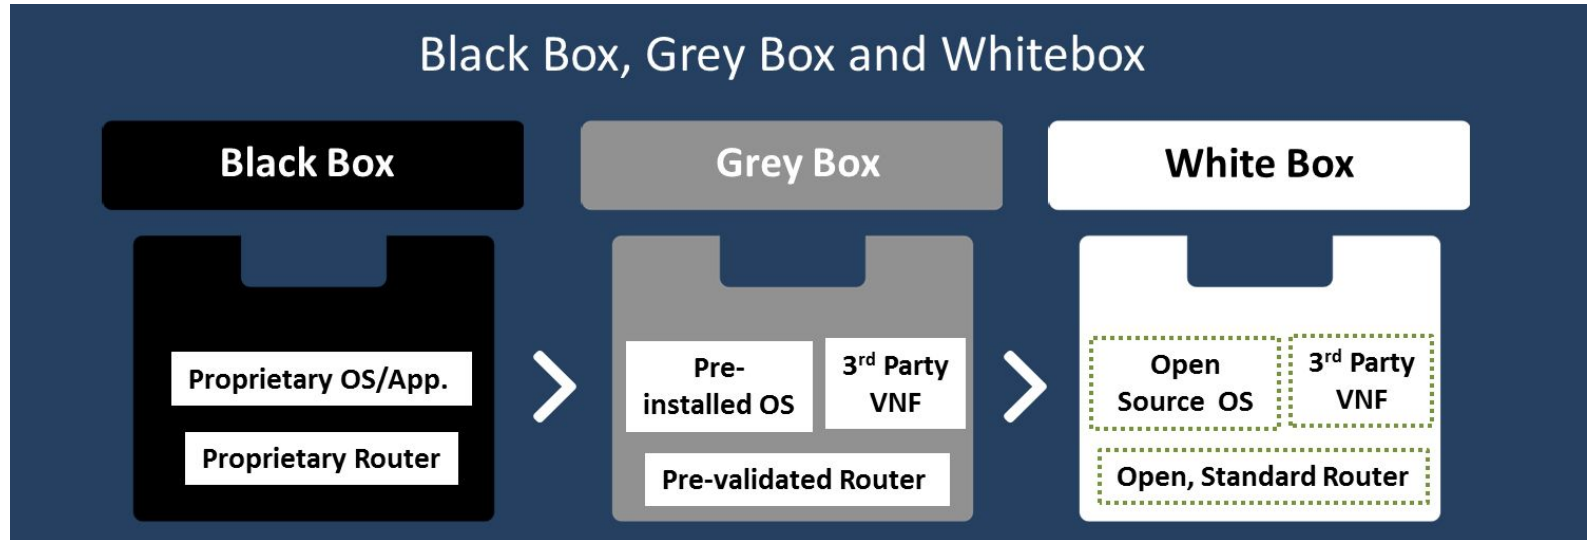 Black Box, Grey Box and Whitebox
Black Box
Proprietary OS/App.
Proprietary Router
Grey Box
Pre-
installed OS
3rd Party
VNF
Pre-validated Router
White Box
Open
Source OS
3rd Party
VNF
Open, Standard Router